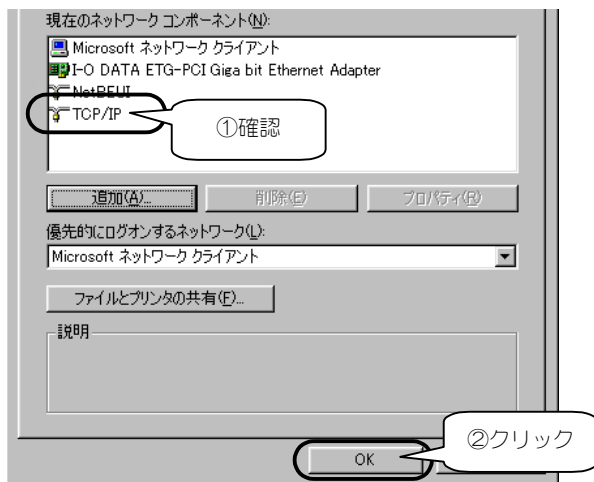 現在のネットワーク コンポーネント(N):
Microsoft ネットワーク クライアント
I-O DATA ETG-PCI Giga bit Ethernet Adapter
NetBEUI
TCP/IP
①確認
追加(A)... 削除(E) プロパティ(R)
優先的にログオンするネットワーク(L):
Microsoft ネットワーク クライアント
ファイルとプリンタの共有(F)...
説明
②クリック
OK